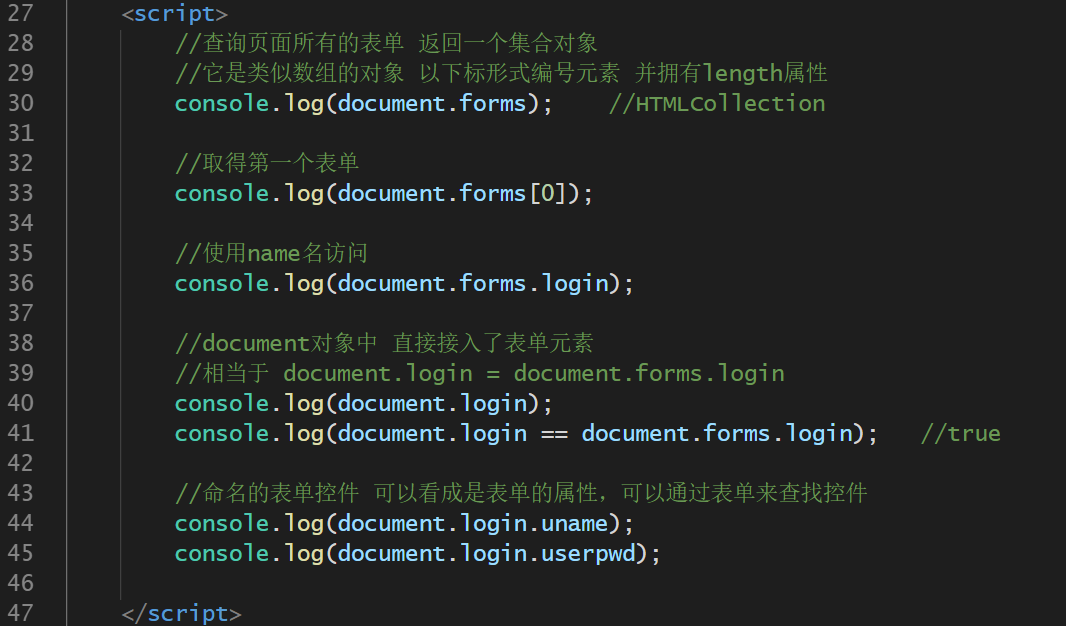 27 <script>
28 //查询页面所有的表单 返回一个集合对象
29 //它是类似数组的对象 以下标形式编号元素 并拥有length属性
30 console.log(document.forms); //HTMLCollection
31
32 //取得第一个表单
33 console.log(document.forms[0]);
34
35 //使用name名访问
36 console.log(document.forms.login);
37
38 //document对象中 直接接入了表单元素
39 //相当于 document.login = document.forms.login
40 console.log(document.login);
41 console.log(document.login == document.forms.login); //true
42
43 //命名的表单控件 可以看成是表单的属性，可以通过表单来查找控件
44 console.log(document.login.uname);
45 console.log(document.login.userpwd);
46
47 </script>